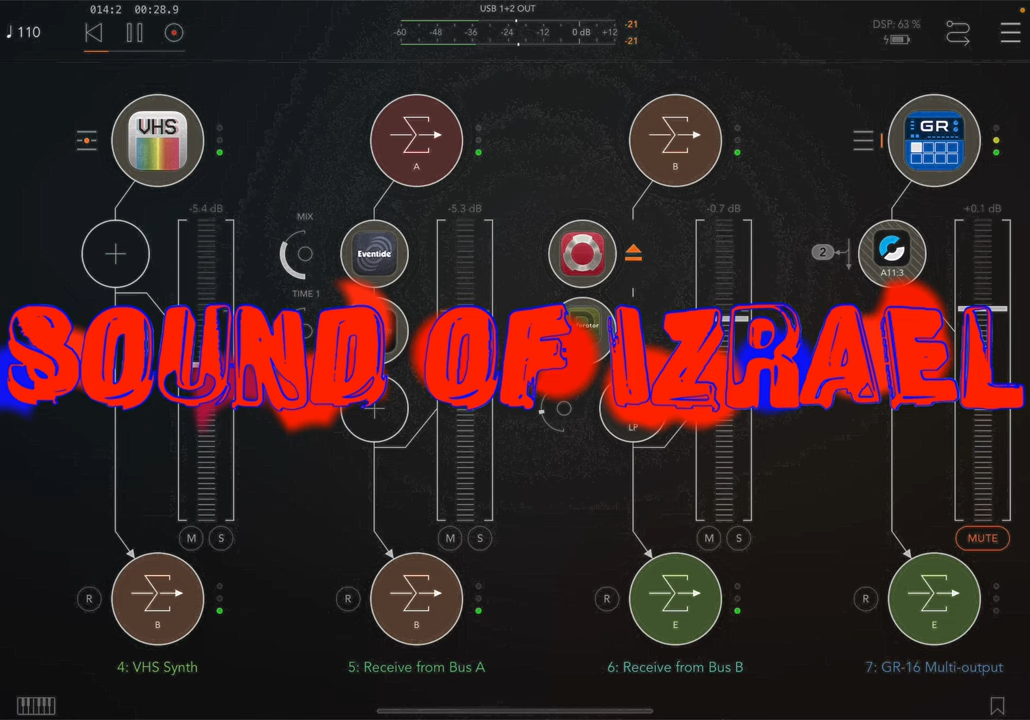 014:2 00:28.9
USB 1+2 OUT
♩ 110
-60 -48 -36 -24 -12 0 dB +12
-21
-21
DSP: 63 %
VHS
A
B
GR
-5.4 dB
-5.3 dB
-0.7 dB
+0.1 dB
MIX
Eventide
2
A11:3
TIME 1
SOUND OF IZRAEL
LP
M S
M S
M S
MUTE
R B
R B
R E
R E
4: VHS Synth
5: Receive from Bus A
6: Receive from Bus B
7: GR-16 Multi-output